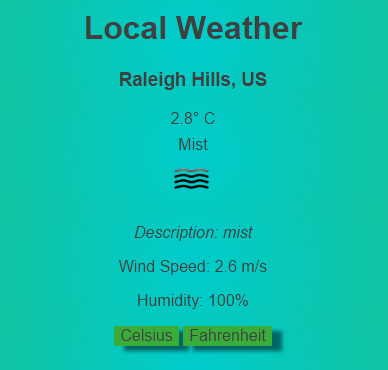 Local Weather
Raleigh Hills, US
2.8° C
Mist
Description: mist
Wind Speed: 2.6 m/s
Humidity: 100%
Celsius Fahrenheit